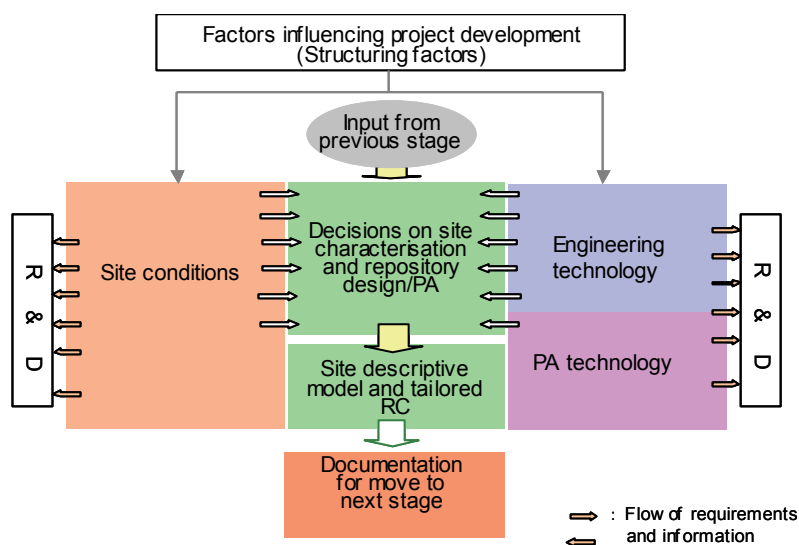 Factors influencing project development
(Structuring factors)
Input from
previous stage
R & D
Site conditions
Decisions on site
characterisation
and repository
design/PA
Engineering
technology
PA technology
R & D
Site descriptive
model and tailored
RC
Documentation
for move to
next stage
: Flow of requirements
and information